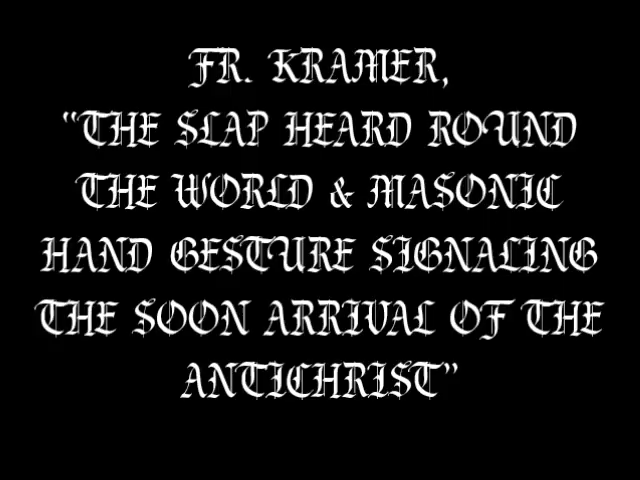 FR. KRAMER,
“THE SLAP HEARD ROUND
THE WORLD & MASONIC
HAND GESTURE SIGNALING
THE SOON ARRIVAL OF THE
ANTICHRIST”